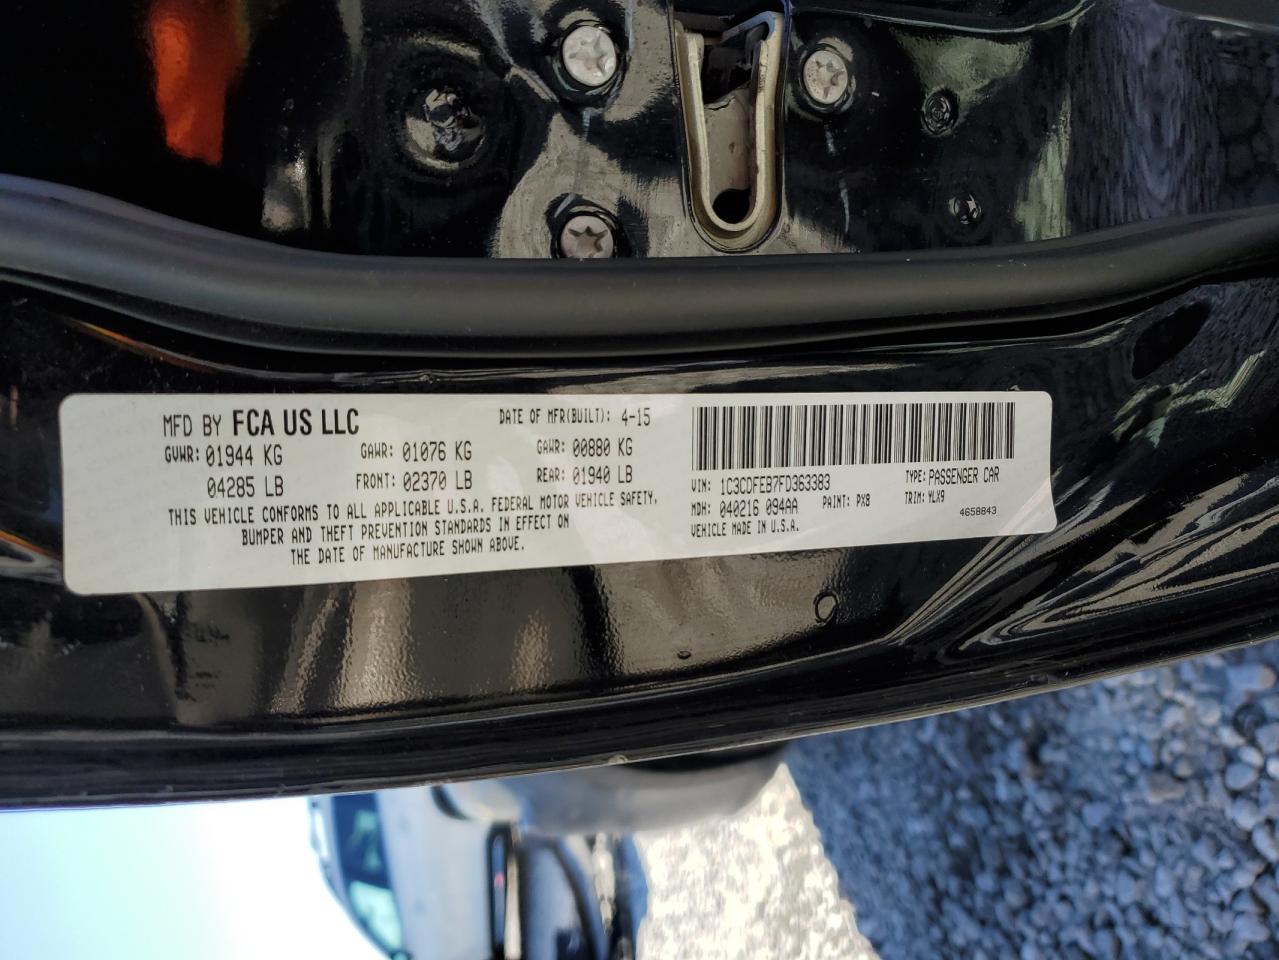 MFD BY FCA US LLC DATE OF MFR(BUILT): 4-15
GVWR: 01944 KG GAWR: 01076 KG GAWR: 00880 KG
04285 LB FRONT: 02370 LB REAR: 01940 LB
THIS VEHICLE CONFORMS TO ALL APPLICABLE U.S.A. FEDERAL MOTOR VEHICLE SAFETY,
BUMPER AND THEFT PREVENTION STANDARDS IN EFFECT ON
THE DATE OF MANUFACTURE SHOWN ABOVE.
VIN: 1C3CDFEB7FD363383 TYPE: PASSENGER CAR
MDH: 040216 094AA PAINT: PX8 TRIM: YLX9
VEHICLE MADE IN U.S.A. 4658843